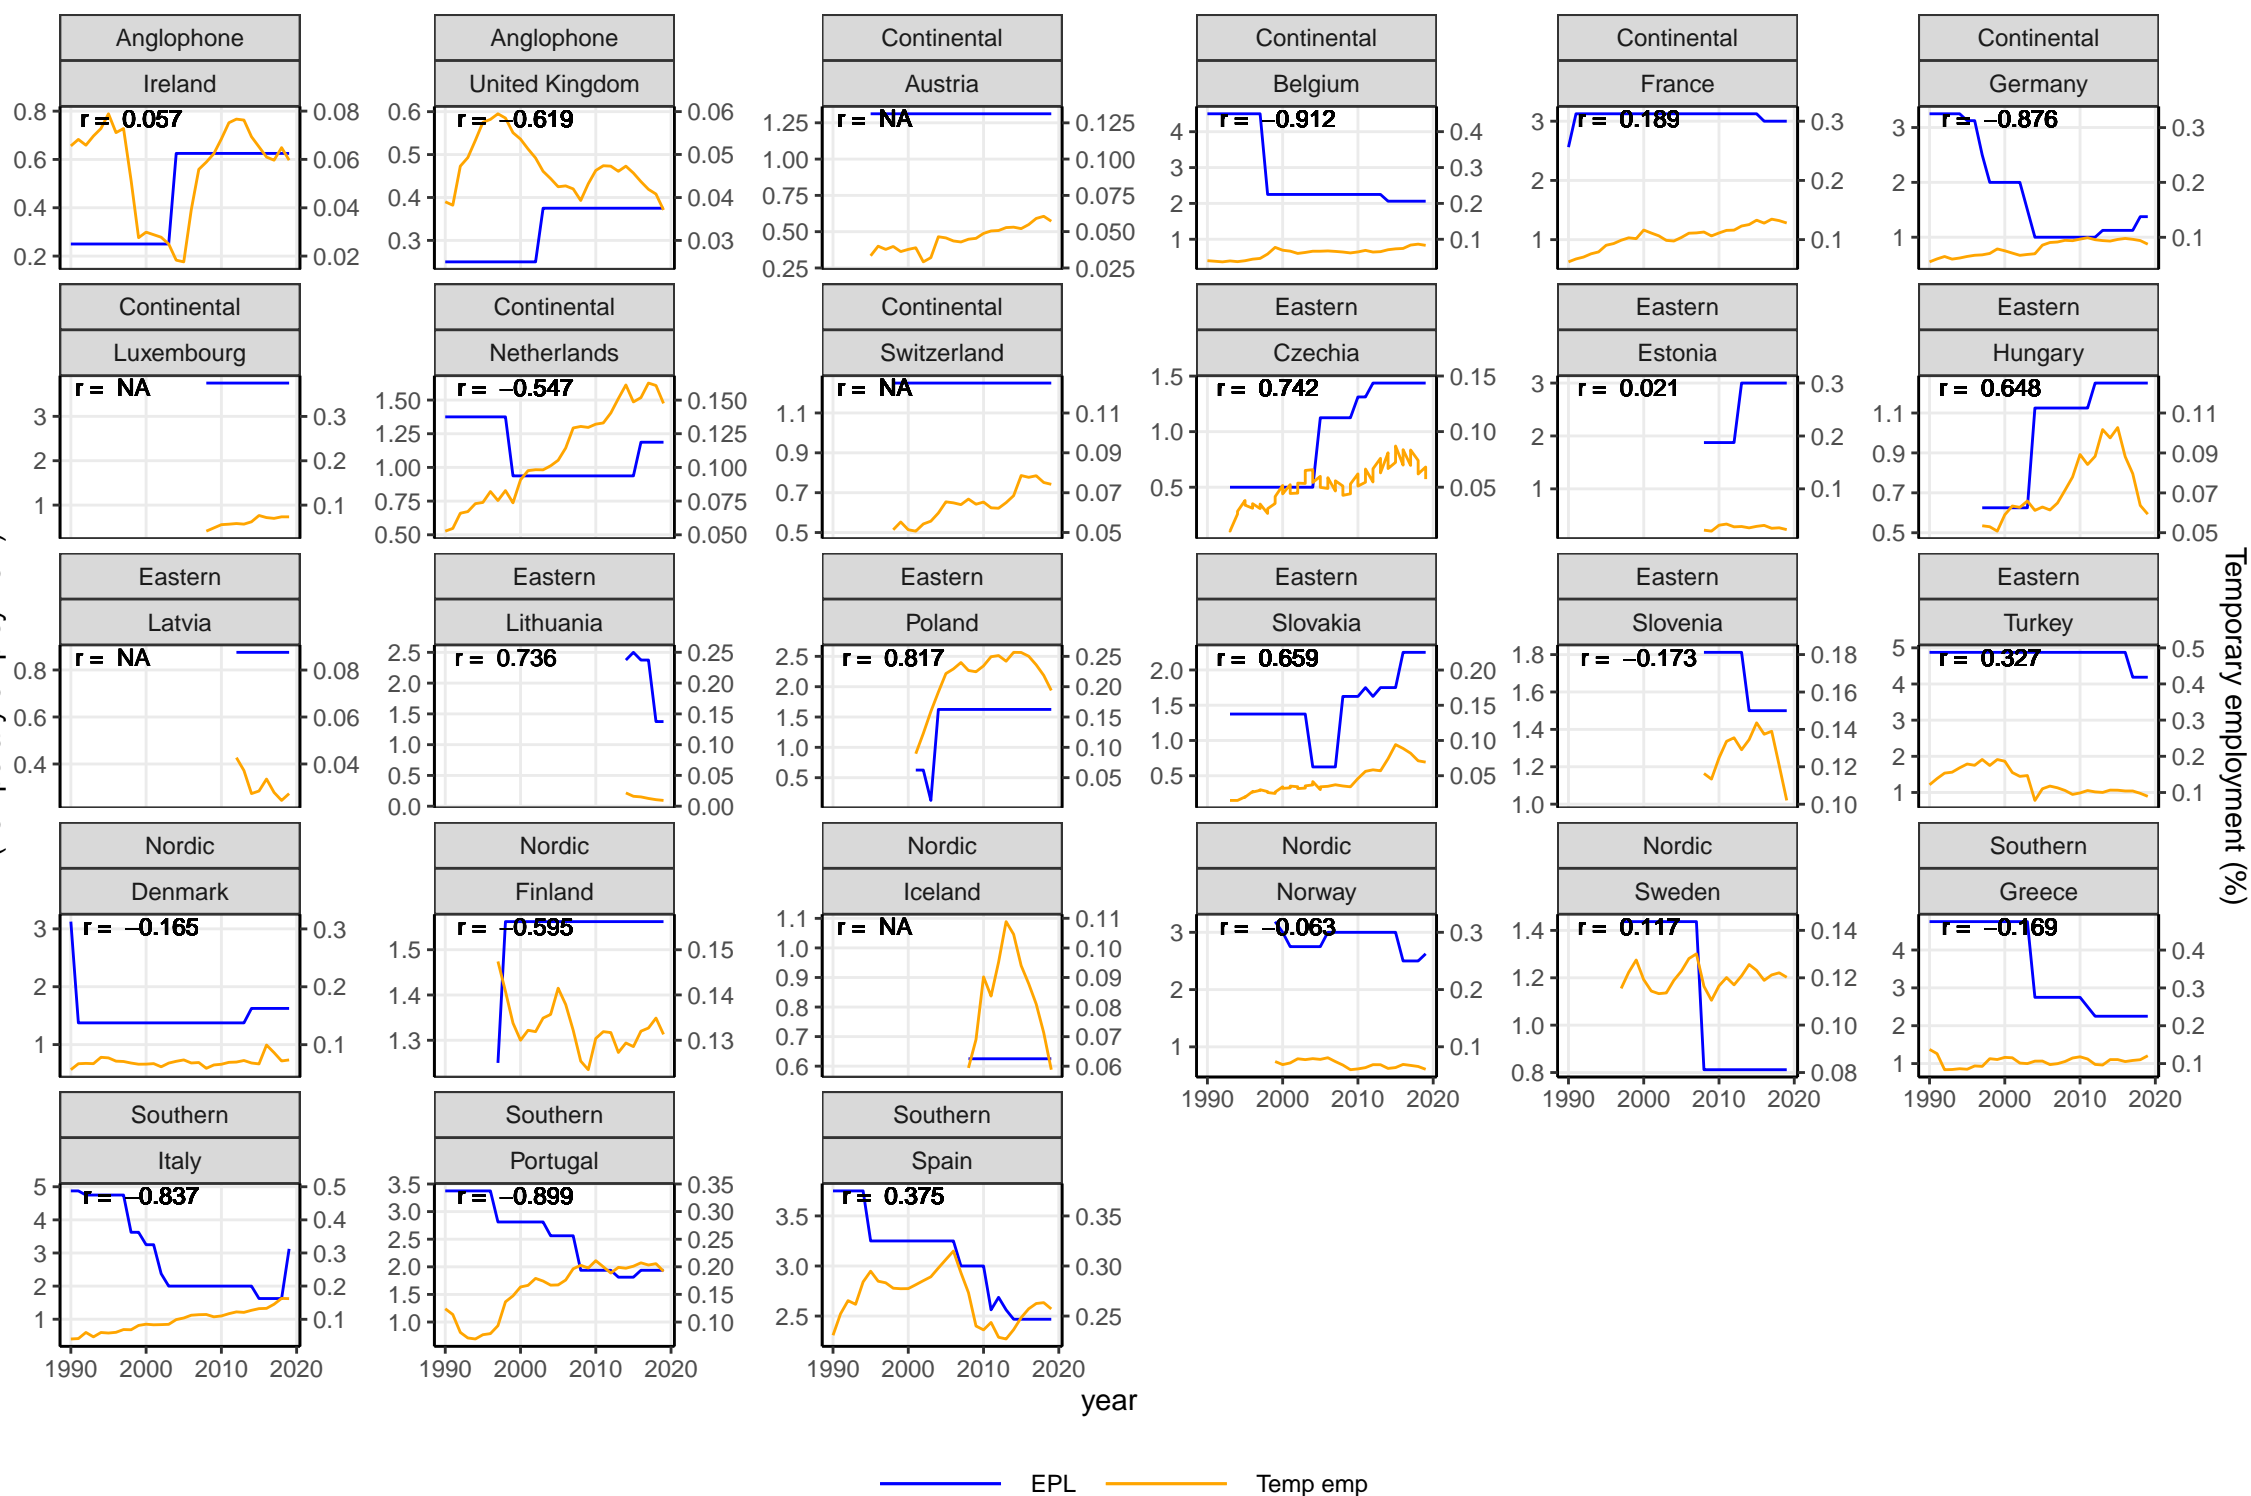 Anglophone Anglophone Continental Continental Continental Continental
Ireland United Kingdom Austria Belgium France Germany
r = 0.057 r = −0.619 r = NA r = −0.912 r = 0.189 r = −0.876
0.8 0.08 0.6 0.06 1.25 0.125 4 0.4 3 0.3 3 0.3
0.6 0.06 0.5 0.05 1.00 0.100 3 0.3 2 0.2 2 0.2
0.4 0.04 0.4 0.04 0.75 0.075 2 0.2 1 0.1 1 0.1
0.2 0.02 0.3 0.03 0.50 0.050 1 0.1
0.25 0.025
Continental Continental Continental Eastern Eastern Eastern
Luxembourg Netherlands Switzerland Czechia Estonia Hungary
r = NA r = −0.547 r = NA r = 0.742 r = 0.021 r = 0.648
3 0.3 1.50 0.150 1.1 0.11 1.5 0.15 3 0.3 1.1 0.11
2 0.2 1.25 0.125 0.9 0.09 1.0 0.10 2 0.2 0.9 0.09
1 0.1 1.00 0.100 0.7 0.07 0.5 0.05 1 0.1 0.7 0.07
0.75 0.075 0.5 0.05 0.5 0.05
0.50 0.050
Eastern Eastern Eastern Eastern Eastern Eastern
Latvia Lithuania Poland Slovakia Slovenia Turkey
r = NA r = 0.736 r = 0.817 r = 0.659 r = −0.173 r = 0.327
0.8 0.08 2.5 0.25 2.5 0.25 2.0 0.20 1.8 0.18 5 0.5
0.6 0.06 2.0 0.20 2.0 0.20 1.5 0.15 1.6 0.16 4 0.4
0.4 0.04 1.5 0.15 1.5 0.15 1.0 0.10 1.4 0.14 3 0.3
1.0 0.10 1.0 0.10 0.5 0.05 1.2 0.12 2 0.2
0.5 0.05 0.5 0.05 1.0 0.10 1 0.1
0.0 0.00
Nordic Nordic Nordic Nordic Nordic Southern
Denmark Finland Iceland Norway Sweden Greece
r = −0.165 r = −0.595 r = NA r = −0.063 r = 0.117 r = −0.169
3 0.3 1.5 0.15 1.1 0.11 3 0.3 1.4 0.14 4 0.4
2 0.2 1.4 0.14 1.0 0.10 2 0.2 1.2 0.12 3 0.3
1 0.1 1.3 0.13 0.9 0.09 1 0.1 1.0 0.10 2 0.2
0.8 0.08 0.8 0.08 1 0.1
0.7 0.07
0.6 0.06
1990 2000 2010 2020 1990 2000 2010 2020 1990 2000 2010 2020
Southern Southern Southern
Italy Portugal Spain
r = −0.837 r = −0.899 r = 0.375
5 0.5 3.5 0.35 3.5 0.35
4 0.4 3.0 0.30 3.0 0.30
3 0.3 2.5 0.25 2.5 0.25
2 0.2 2.0 0.20
1 0.1 1.5 0.15
1.0 0.10
1990 2000 2010 2020 1990 2000 2010 2020 1990 2000 2010 2020
year
Temporary employment (%)
EPL Temp emp